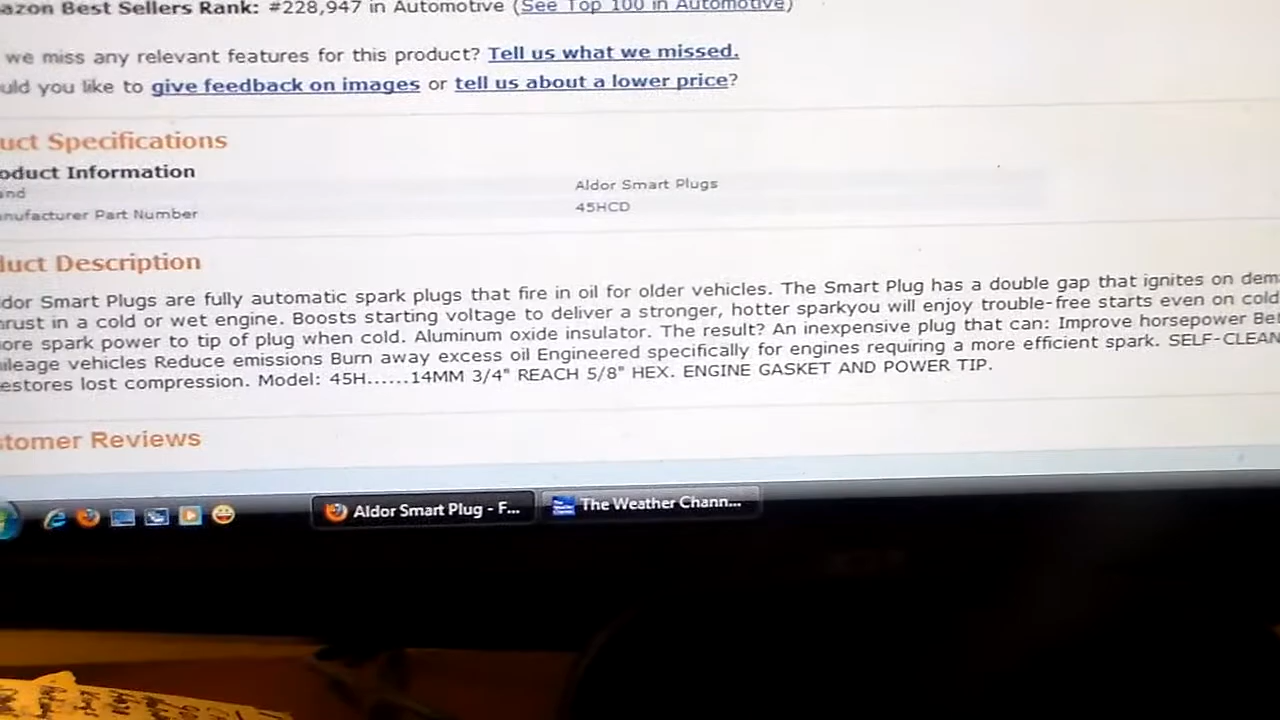 azon Best Sellers Rank: #228,947 in Automotive (See Top 100 in Automotive)
we miss any relevant features for this product? Tell us what we missed.
uld you like to give feedback on images or tell us about a lower price?
uct Specifications
oduct Information
and Aldor Smart Plugs
anufacturer Part Number 45HCD
duct Description
dor Smart Plugs are fully automatic spark plugs that fire in oil for older vehicles. The Smart Plug has a double gap that ignites on dem
hrust in a cold or wet engine. Boosts starting voltage to deliver a stronger, hotter sparkyou will enjoy trouble-free starts even on cold
ore spark power to tip of plug when cold. Aluminum oxide insulator. The result? An inexpensive plug that can: Improve horsepower Bet
ileage vehicles Reduce emissions Burn away excess oil Engineered specifically for engines requiring a more efficient spark. SELF-CLEAN
estores lost compression. Model: 45H......14MM 3/4" REACH 5/8" HEX. ENGINE GASKET AND POWER TIP.
stomer Reviews
Aldor Smart Plug - F... The Weather Chann...